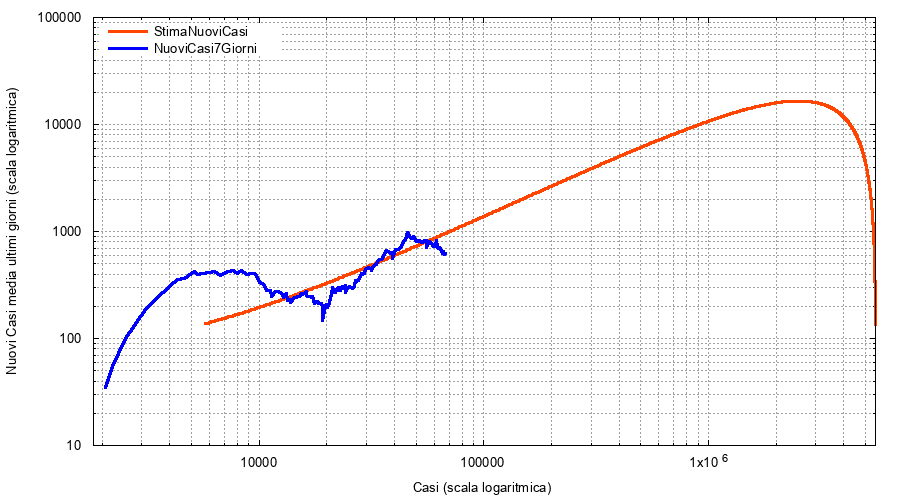 100000
10000
1000
100
10
StimaNuoviCasi
NuoviCasi7Giorni
Nuovi Casi media ultimi giorni (scala logaritmica)
10000
100000
1x10 6
Casi (scala logaritmica)